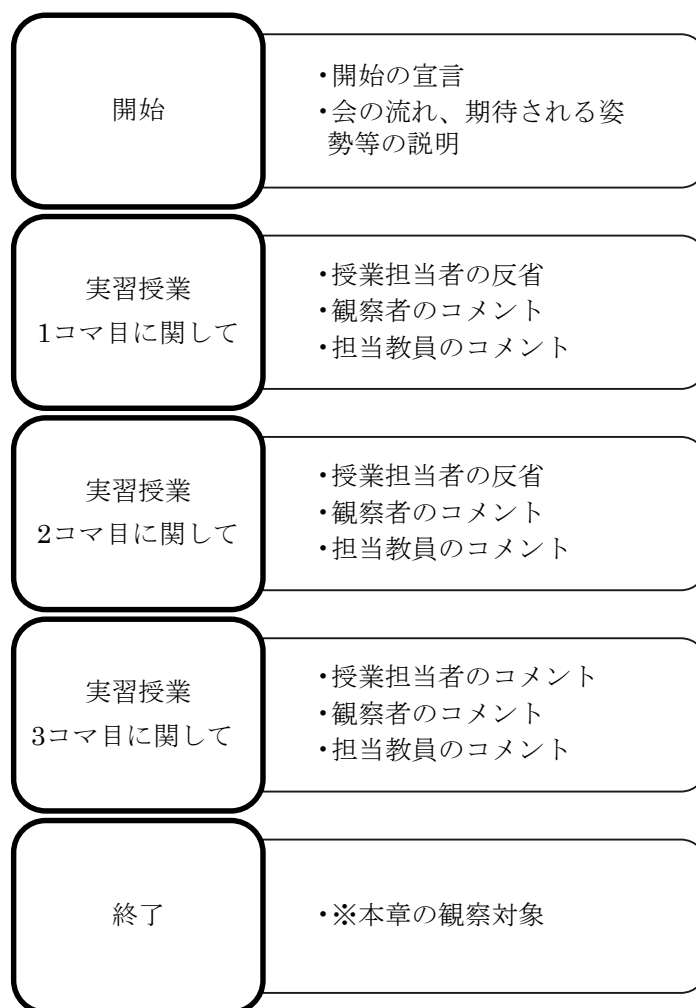 開始
・開始の宣言
・会の流れ、期待される姿
勢等の説明
実習授業
1コマ目に関して
・授業担当者の反省
・観察者のコメント
・担当教員のコメント
実習授業
2コマ目に関して
・授業担当者の反省
・観察者のコメント
・担当教員のコメント
実習授業
3コマ目に関して
・授業担当者のコメント
・観察者のコメント
・担当教員のコメント
終了
・※本章の観察対象